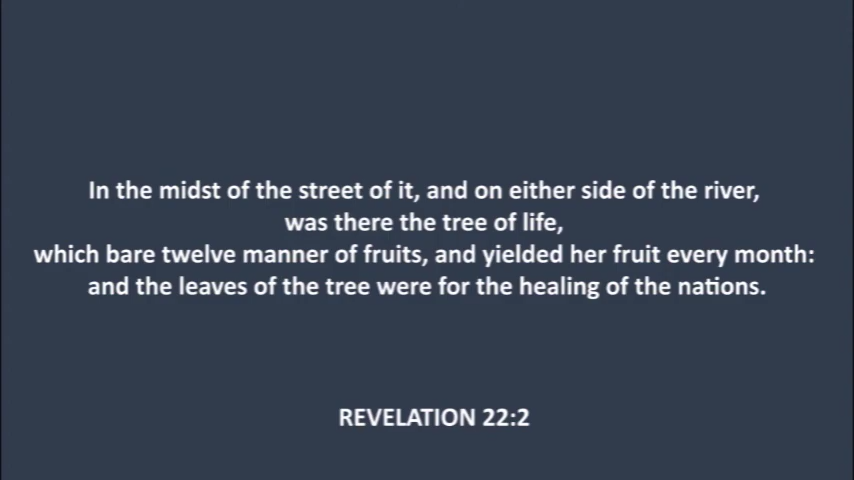 In the midst of the street of it, and on either side of the river,
was there the tree of life,
which bare twelve manner of fruits, and yielded her fruit every month:
and the leaves of the tree were for the healing of the nations.
REVELATION 22:2